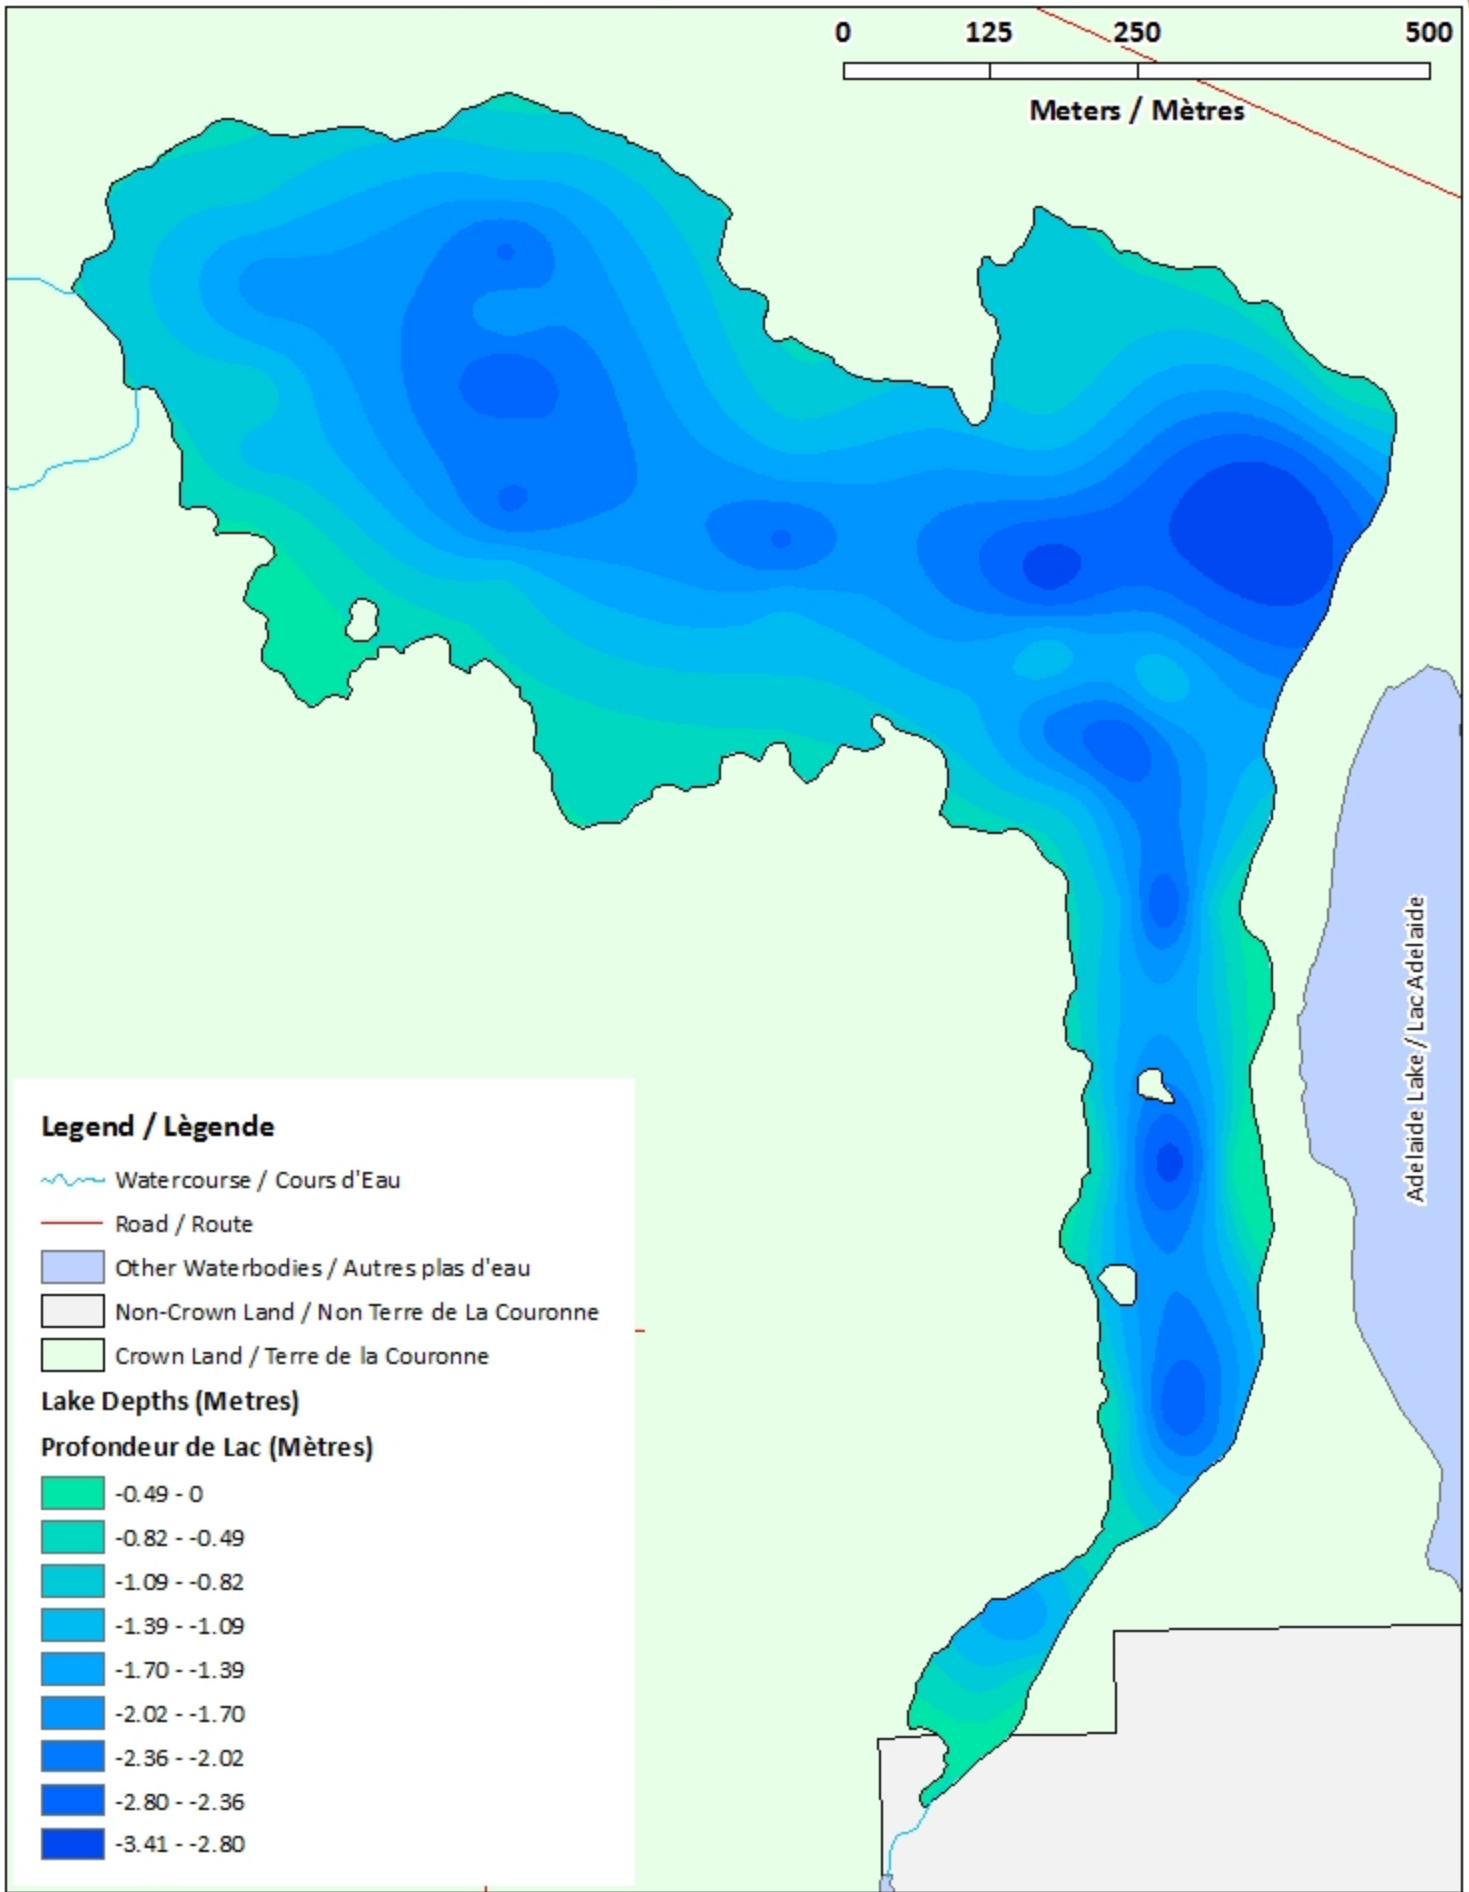 0 125 250 500
Meters / Mètres
Adelaide Lake / Lac Adelaide
Legend / Lègende
Watercourse / Cours d'Eau
Road / Route
Other Waterbodies / Autres plas d'eau
Non-Crown Land / Non Terre de La Couronne
Crown Land / Terre de la Couronne
Lake Depths (Metres)
Profondeur de Lac (Mètres)
-0.49 - 0
-0.82 - -0.49
-1.09 - -0.82
-1.39 - -1.09
-1.70 - -1.39
-2.02 - -1.70
-2.36 - -2.02
-2.80 - -2.36
-3.41 - -2.80